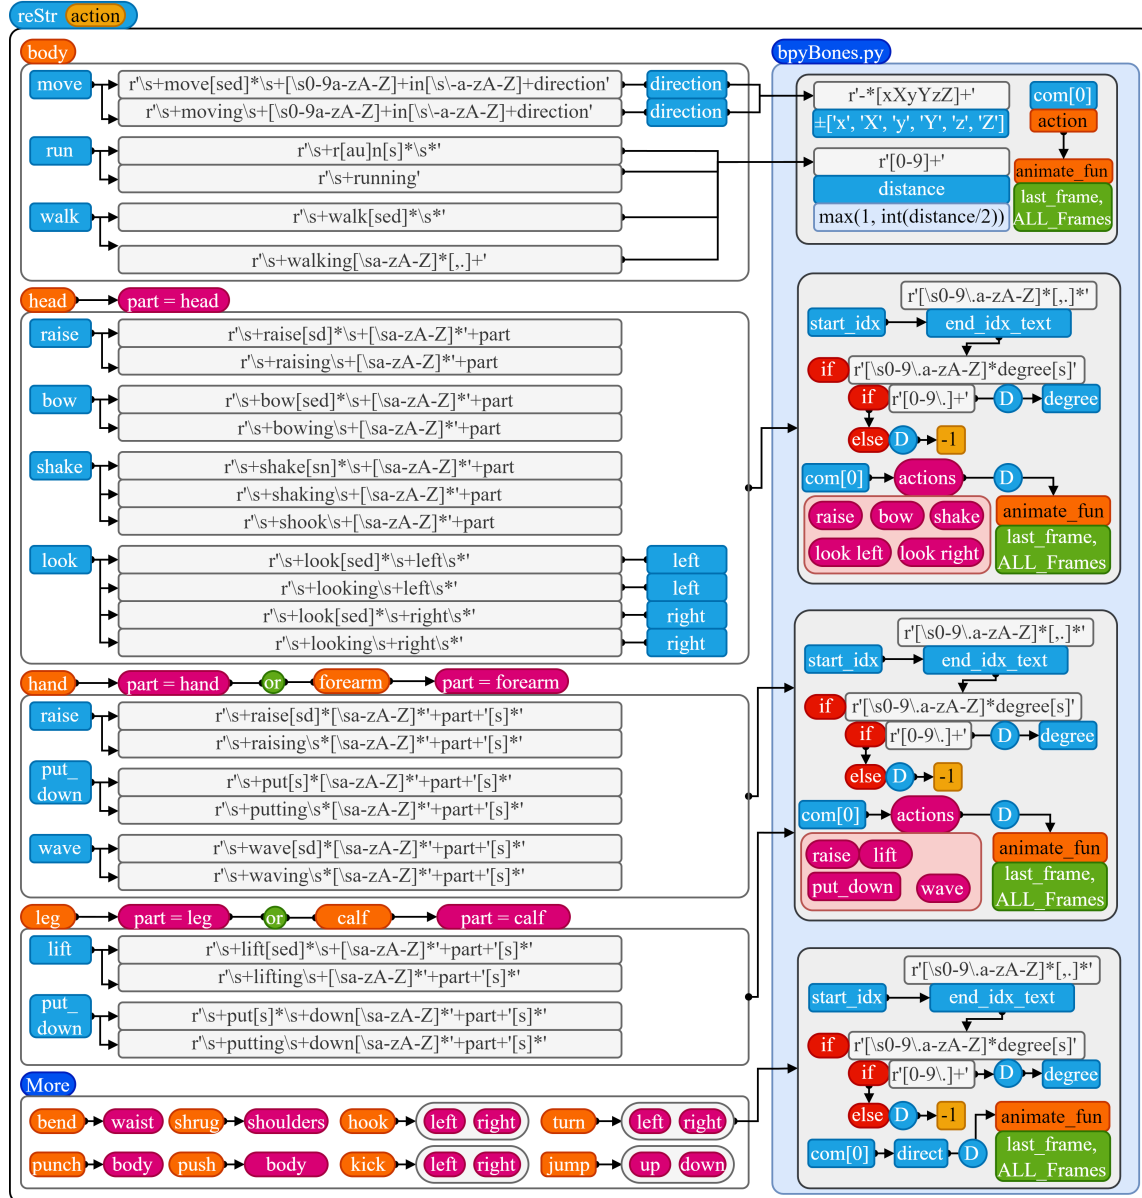 reStr action
body
bpyBones.py
move
r'\s+move[sed]*\s+[\s0-9a-zA-Z]+in[\s\-a-zA-Z]+direction'
direction
r'\s+moving\s+[\s0-9a-zA-Z]+in[\s\-a-zA-Z]+direction'
direction
run
r'\s+r[au]n[s]*\s*'
r'\s+running'
walk
r'\s+walk[sed]*\s*'
r'\s+walking[\sa-zA-Z]*[,.]+'
r'-*[xXyYzZ]+'
±['x', 'X', 'y', 'Y', 'z', 'Z']
r'[0-9]+'
distance
max(1, int(distance/2))
com[0]
action
animate_fun
last_frame,
ALL_Frames
head
part = head
raise
r'\s+raise[sd]*\s+[\sa-zA-Z]*'+part
r'\s+raising\s+[\sa-zA-Z]*'+part
bow
r'\s+bow[sed]*\s+[\sa-zA-Z]*'+part
r'\s+bowing\s+[\sa-zA-Z]*'+part
shake
r'\s+shake[sn]*\s+[\sa-zA-Z]*'+part
r'\s+shaking\s+[\sa-zA-Z]*'+part
r'\s+shook\s+[\sa-zA-Z]*'+part
look
r'\s+look[sed]*\s+left\s*'
left
r'\s+looking\s+left\s*'
left
r'\s+look[sed]*\s+right\s*'
right
r'\s+looking\s+right\s*'
right
r'[\s0-9\.a-zA-Z]*[,.]*'
start_idx
end_idx_text
if
r'[\s0-9\.a-zA-Z]*degree[s]'
if
r'[0-9\.]+'
D
degree
else
D
-1
com[0]
actions
D
raise
bow
shake
look left
look right
animate_fun
last_frame,
ALL_Frames
hand
part = hand
or
forearm
part = forearm
raise
r'\s+raise[sd]*[\sa-zA-Z]*'+part+'[s]*'
r'\s+raising\s*[\sa-zA-Z]*'+part+'[s]*'
put_
down
r'\s+put[s]*[\sa-zA-Z]*'+part+'[s]*'
r'\s+putting\s*[\sa-zA-Z]*'+part+'[s]*'
wave
r'\s+wave[sd]*[\sa-zA-Z]*'+part+'[s]*'
r'\s+waving\s*[\sa-zA-Z]*'+part+'[s]*'
r'[\s0-9\.a-zA-Z]*[,.]*'
start_idx
end_idx_text
if
r'[\s0-9\.a-zA-Z]*degree[s]'
if
r'[0-9\.]+'
D
degree
else
D
-1
com[0]
actions
D
raise
lift
put_down
wave
animate_fun
last_frame,
ALL_Frames
leg
part = leg
or
calf
part = calf
lift
r'\s+lift[sed]*\s+[\sa-zA-Z]*'+part+'[s]*'
r'\s+lifting\s+[\sa-zA-Z]*'+part+'[s]*'
put_
down
r'\s+put[s]*\s+down[\sa-zA-Z]*'+part+'[s]*'
r'\s+putting\s+down[\sa-zA-Z]*'+part+'[s]*'
More
bend
waist
shrug
shoulders
hook
left
right
turn
left
right
punch
body
push
body
kick
left
right
jump
up
down
r'[\s0-9\.a-zA-Z]*[,.]*'
start_idx
end_idx_text
if
r'[\s0-9\.a-zA-Z]*degree[s]'
if
r'[0-9\.]+'
D
degree
else
D
-1
com[0]
direct
D
animate_fun
last_frame,
ALL_Frames